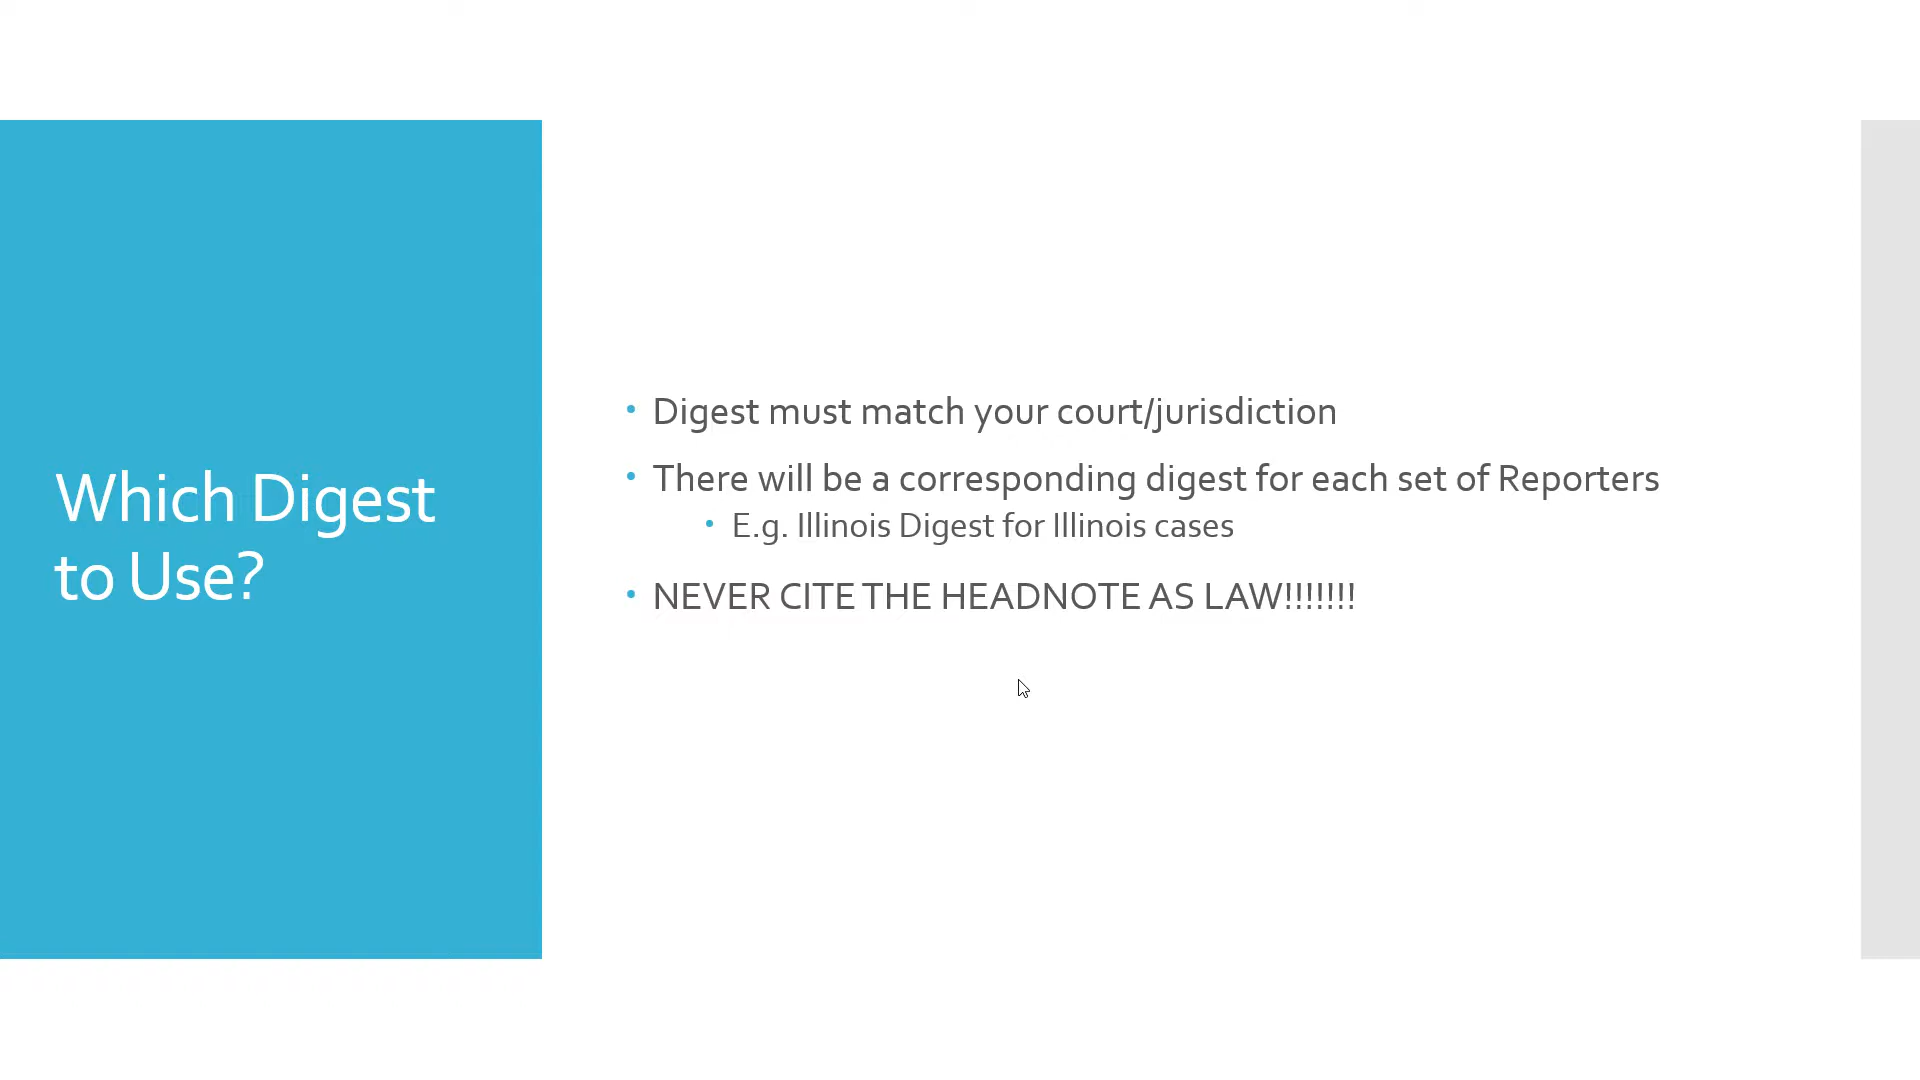 Which Digest
to Use?
• Digest must match your court/jurisdiction
• There will be a corresponding digest for each set of Reporters
• E.g. Illinois Digest for Illinois cases
• NEVER CITE THE HEADNOTE AS LAW!!!!!!!